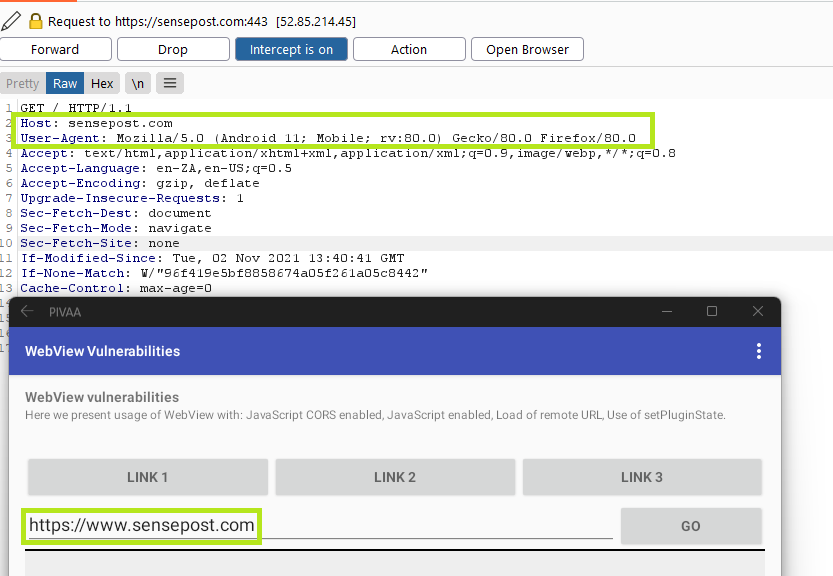 Request to https://sensepost.com:443 [52.85.214.45]
Forward Drop Intercept is on Action Open Browser
Pretty Raw Hex \n
1 GET / HTTP/1.1
2 Host: sensepost.com
3 User-Agent: Mozilla/5.0 (Android 11; Mobile; rv:80.0) Gecko/80.0 Firefox/80.0
4 Accept: text/html,application/xhtml+xml,application/xml;q=0.9,image/webp,*/*;q=0.8
5 Accept-Language: en-ZA,en-US;q=0.5
6 Accept-Encoding: gzip, deflate
7 Upgrade-Insecure-Requests: 1
8 Sec-Fetch-Dest: document
9 Sec-Fetch-Mode: navigate
10 Sec-Fetch-Site: none
11 If-Modified-Since: Tue, 02 Nov 2021 13:40:41 GMT
12 If-None-Match: W/"96f419e5bf8858674a05f261a05c8442"
13 Cache-Control: max-age=0
PIVAA
WebView Vulnerabilities
WebView vulnerabilities
Here we present usage of WebView with: JavaScript CORS enabled, JavaScript enabled, Load of remote URL, Use of setPluginState.
LINK 1 LINK 2 LINK 3
https://www.sensepost.com GO